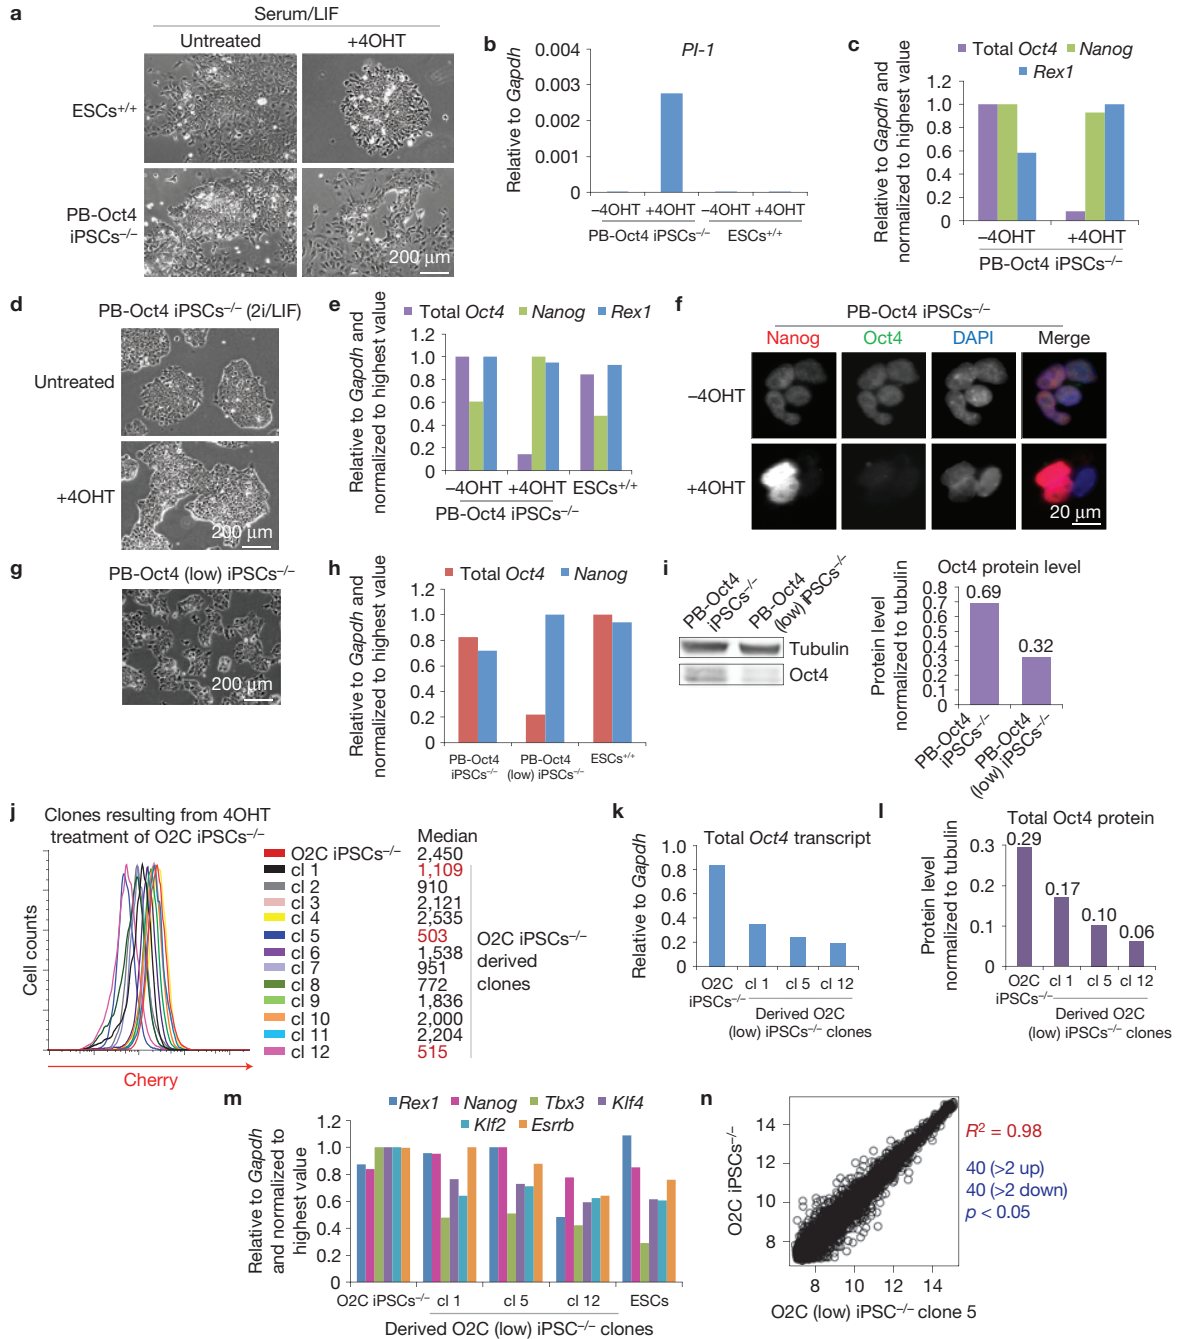 a
Serum/LIF
Untreated
+4OHT
ESCs+/+
PB-Oct4
iPSCs–/–
200 µm
b
PI-1
Relative to Gapdh
0.004
0.003
0.002
0.001
0
–4OHT +4OHT –4OHT +4OHT
PB-Oct4 iPSCs–/– ESCs+/+
c
Total Oct4 Nanog
Rex1
Relative to Gapdh and
normalized to highest value
1.2
1.0
0.8
0.6
0.4
0.2
0
–4OHT +4OHT
PB-Oct4 iPSCs–/–
d
PB-Oct4 iPSCs–/– (2i/LIF)
Untreated
+4OHT
200 µm
e
Total Oct4 Nanog Rex1
Relative to Gapdh and
normalized to highest value
1.2
1.0
0.8
0.6
0.4
0.2
0
–4OHT +4OHT ESCs+/+
PB-Oct4 iPSCs–/–
f
PB-Oct4 iPSCs–/–
Nanog Oct4 DAPI Merge
–4OHT
+4OHT
20 µm
g
PB-Oct4 (low) iPSCs–/–
200 µm
h
Total Oct4 Nanog
Relative to Gapdh and
normalized to highest value
1.2
1.0
0.8
0.6
0.4
0.2
0
PB-Oct4
iPSCs–/–
PB-Oct4
(low) iPSCs–/–
ESCs+/+
i
PB-Oct4
iPSCs–/–
PB-Oct4
(low) iPSCs–/–
Tubulin
Oct4
Oct4 protein level
Protein level
normalized to tubulin
0.8
0.7
0.6
0.5
0.4
0.3
0.2
0.1
0
0.69
0.32
PB-Oct4
iPSCs–/–
PB-Oct4
(low) iPSCs–/–
j
Clones resulting from 4OHT
treatment of O2C iPSCs–/–
Cell counts
Cherry
Median
O2C iPSCs–/– 2,450
cl 1 1,109
cl 2 910
cl 3 2,121
cl 4 2,535
cl 5 503
cl 6 1,538
cl 7 951
cl 8 772
cl 9 1,836
cl 10 2,000
cl 11 2,204
cl 12 515
O2C iPSCs–/–
derived
clones
k
Total Oct4 transcript
Relative to Gapdh
1.0
0.8
0.6
0.4
0.2
0
O2C
iPSCs–/–
cl 1 cl 5 cl 12
Derived O2C
(low) iPSCs–/– clones
l
Total Oct4 protein
Protein level
normalized to tubulin
0.3
0.2
0.1
0
0.29
0.17
0.10
0.06
O2C
iPSCs–/–
cl 1 cl 5 cl 12
Derived O2C
(low) iPSCs–/– clones
m
Rex1 Nanog Tbx3 Klf4
Klf2 Esrrb
Relative to Gapdh
and normalized to
highest value
1.2
1.0
0.8
0.6
0.4
0.2
0
O2C iPSCs–/– cl 1 cl 5 cl 12 ESCs
Derived O2C (low) iPSC–/– clones
n
O2C iPSCs–/–
14
12
10
8
8 10 12 14
O2C (low) iPSC–/– clone 5
R2 = 0.98
40 (>2 up)
40 (>2 down)
p < 0.05